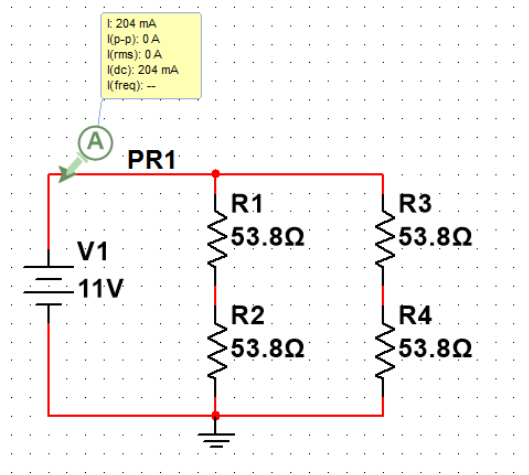 I: 204 mA
I(p-p): 0 A
I(rms): 0 A
I(dc): 204 mA
I(freq): --
A
PR1
R1
53.8Ω
R3
53.8Ω
V1
11V
R2
53.8Ω
R4
53.8Ω